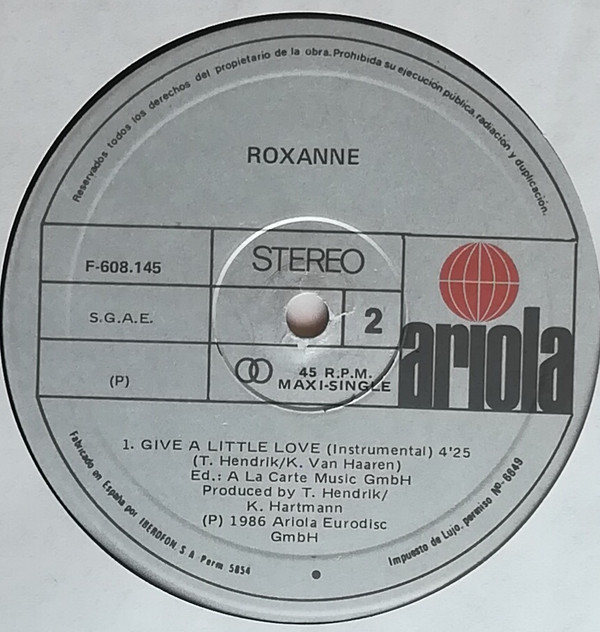 Reservados todos los derechos del propietario de la obra. Prohibida su ejecución pública, radiación y duplicación.
ROXANNE
F-608.145
STEREO
S.G.A.E.
2
ariola
(P)
45 R.P.M.
MAXI-SINGLE
1. GIVE A LITTLE LOVE (Instrumental) 4'25
(T. Hendrik/K. Van Haaren)
Ed.: A La Carte Music GmbH
Produced by T. Hendrik/
K. Hartmann
(P) 1986 Ariola Eurodisc
GmbH
Fabricado en España por IBEROFON, S.A. Perm 5854
Impuesto de Lujo, permiso Nº-6849